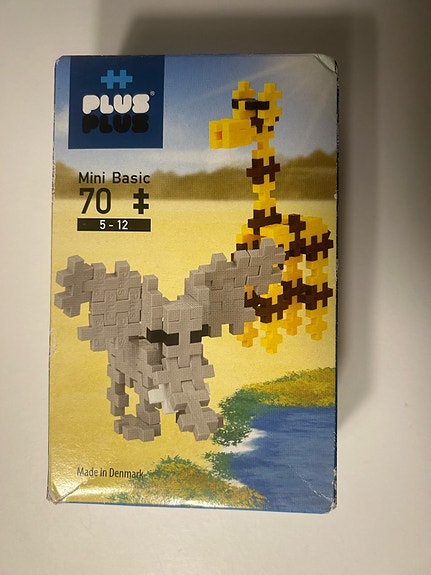 PLUS®
PLUS
Mini Basic
70
5 - 12
Made in Denmark